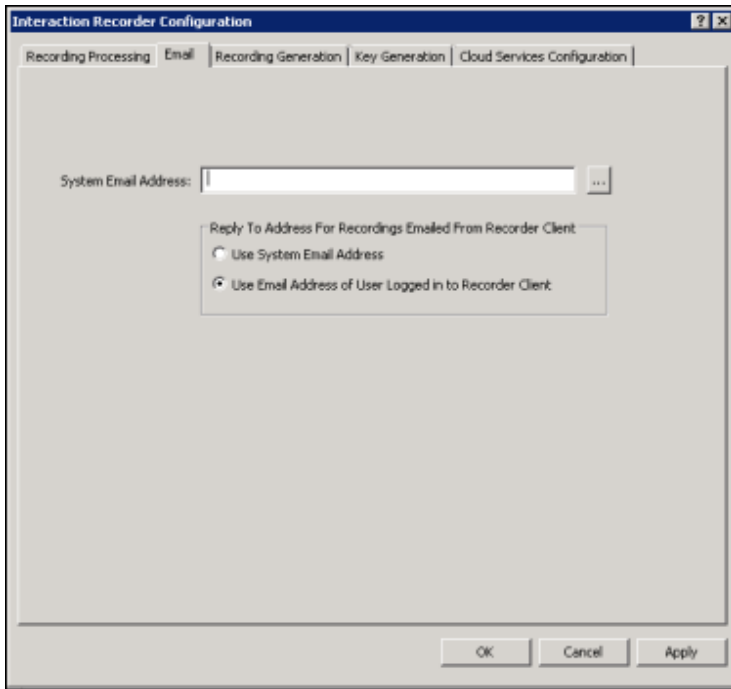 Interaction Recorder Configuration
Recording Processing Email Recording Generation Key Generation Cloud Services Configuration
System Email Address: ...
Reply To Address For Recordings Emailed From Recorder Client
Use System Email Address
Use Email Address of User Logged in to Recorder Client
OK Cancel Apply